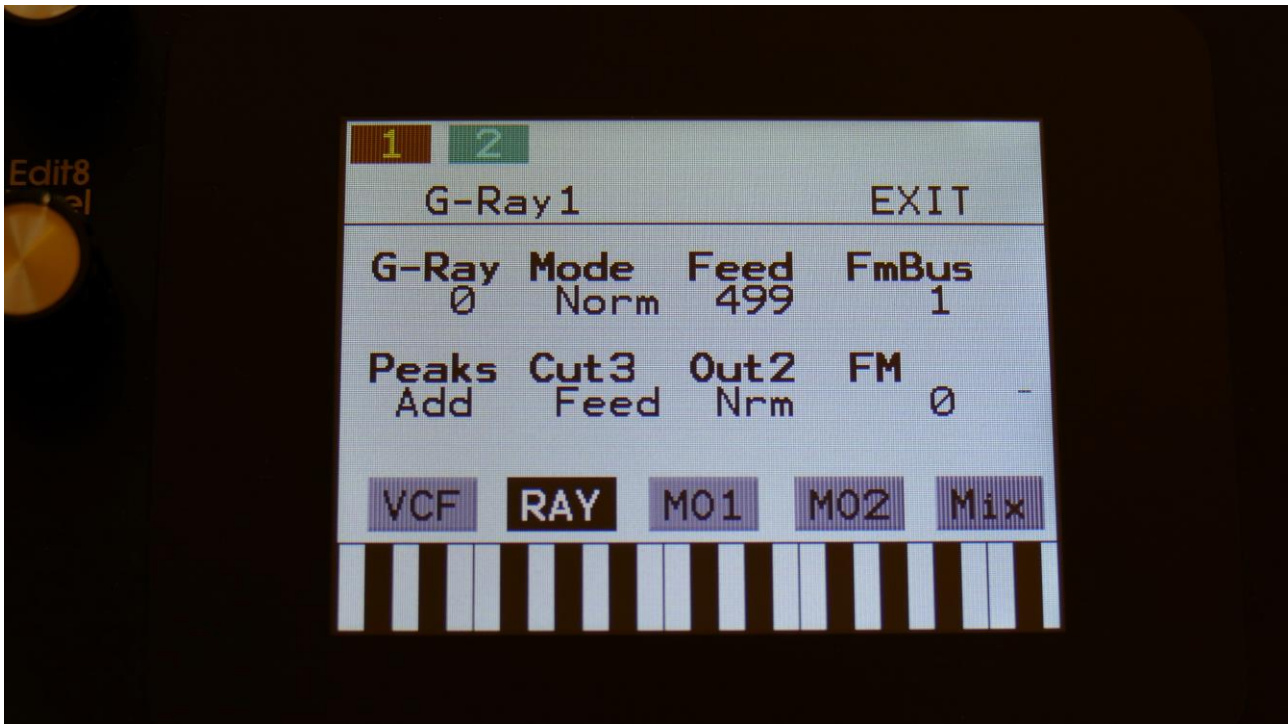 1 2
Edit8
G-Ray1 EXIT
G-Ray Mode Feed FmBus
0 Norm 499 1
Peaks Cut3 Out2 FM
Add Feed Nrm 0 -
VCF RAY MO1 MO2 Mix